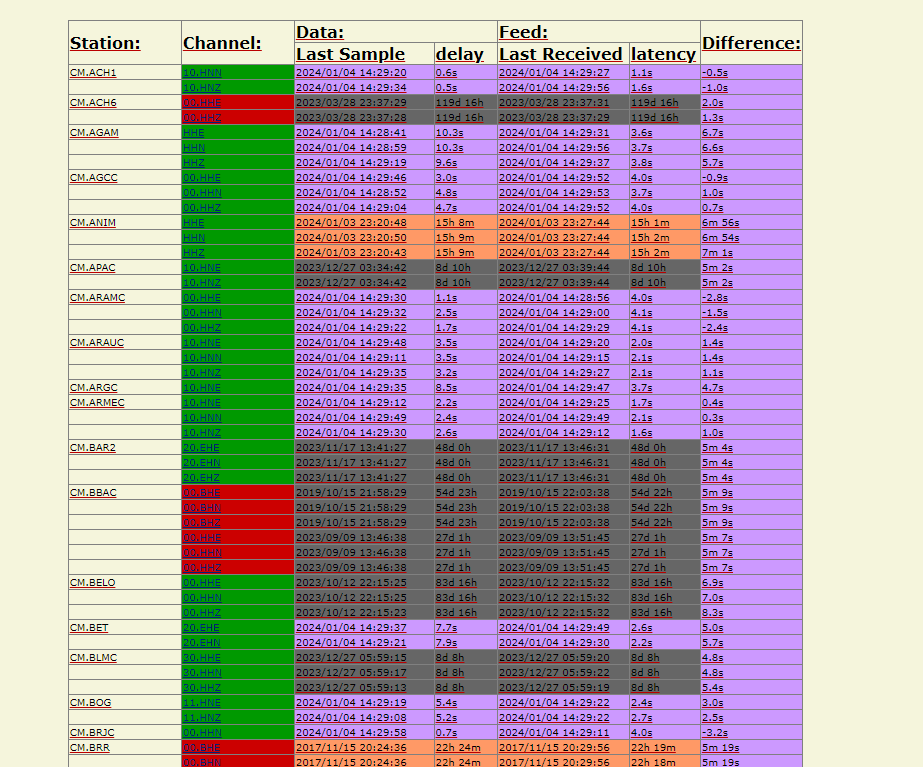 Station: Channel: Data: Feed: Difference:
Last Sample delay Last Received latency
CM.ACH1 10.HNN 2024/01/04 14:29:20 0.6s 2024/01/04 14:29:27 1.1s -0.5s
10.HNZ 2024/01/04 14:29:34 0.5s 2024/01/04 14:29:56 1.6s -1.0s
CM.ACH6 00.HHE 2023/03/28 23:37:29 119d 16h 2023/03/28 23:37:31 119d 16h 2.0s
00.HHZ 2023/03/28 23:37:28 119d 16h 2023/03/28 23:37:29 119d 16h 1.3s
CM.AGAM HHE 2024/01/04 14:28:41 10.3s 2024/01/04 14:29:31 3.6s 6.7s
HHN 2024/01/04 14:28:59 10.3s 2024/01/04 14:29:56 3.7s 6.6s
HHZ 2024/01/04 14:29:19 9.6s 2024/01/04 14:29:37 3.8s 5.7s
CM.AGCC 00.HHE 2024/01/04 14:29:46 3.0s 2024/01/04 14:29:52 4.0s -0.9s
00.HHN 2024/01/04 14:28:52 4.8s 2024/01/04 14:29:53 3.7s 1.0s
00.HHZ 2024/01/04 14:29:04 4.7s 2024/01/04 14:29:52 4.0s 0.7s
CM.ANIM HHE 2024/01/03 23:20:48 15h 8m 2024/01/03 23:27:44 15h 1m 6m 56s
HHN 2024/01/03 23:20:50 15h 9m 2024/01/03 23:27:44 15h 2m 6m 54s
HHZ 2024/01/03 23:20:43 15h 9m 2024/01/03 23:27:44 15h 2m 7m 1s
CM.APAC 10.HNE 2023/12/27 03:34:42 8d 10h 2023/12/27 03:39:44 8d 10h 5m 2s
10.HNZ 2023/12/27 03:34:42 8d 10h 2023/12/27 03:39:44 8d 10h 5m 2s
CM.ARAMC 00.HHE 2024/01/04 14:29:30 1.1s 2024/01/04 14:28:56 4.0s -2.8s
00.HHN 2024/01/04 14:29:32 2.5s 2024/01/04 14:29:00 4.1s -1.5s
00.HHZ 2024/01/04 14:29:22 1.7s 2024/01/04 14:29:29 4.1s -2.4s
CM.ARAUC 10.HNE 2024/01/04 14:29:48 3.5s 2024/01/04 14:29:20 2.0s 1.4s
10.HNN 2024/01/04 14:29:11 3.5s 2024/01/04 14:29:15 2.1s 1.4s
10.HNZ 2024/01/04 14:29:35 3.2s 2024/01/04 14:29:27 2.1s 1.1s
CM.ARGC 10.HNE 2024/01/04 14:29:35 8.5s 2024/01/04 14:29:47 3.7s 4.7s
CM.ARMEC 10.HNE 2024/01/04 14:29:12 2.2s 2024/01/04 14:29:25 1.7s 0.4s
10.HNN 2024/01/04 14:29:49 2.4s 2024/01/04 14:29:49 2.1s 0.3s
10.HNZ 2024/01/04 14:29:30 2.6s 2024/01/04 14:29:12 1.6s 1.0s
CM.BAR2 20.EHE 2023/11/17 13:41:27 48d 0h 2023/11/17 13:46:31 48d 0h 5m 4s
20.EHN 2023/11/17 13:41:27 48d 0h 2023/11/17 13:46:31 48d 0h 5m 4s
20.EHZ 2023/11/17 13:41:27 48d 0h 2023/11/17 13:46:31 48d 0h 5m 4s
CM.BBAC 00.BHE 2019/10/15 21:58:29 54d 23h 2019/10/15 22:03:38 54d 22h 5m 9s
00.BHN 2019/10/15 21:58:29 54d 23h 2019/10/15 22:03:38 54d 22h 5m 9s
00.BHZ 2019/10/15 21:58:29 54d 23h 2019/10/15 22:03:38 54d 22h 5m 9s
00.HHE 2023/09/09 13:46:38 27d 1h 2023/09/09 13:51:45 27d 1h 5m 7s
00.HHN 2023/09/09 13:46:38 27d 1h 2023/09/09 13:51:45 27d 1h 5m 7s
00.HHZ 2023/09/09 13:46:38 27d 1h 2023/09/09 13:51:45 27d 1h 5m 7s
CM.BELO 00.HHE 2023/10/12 22:15:25 83d 16h 2023/10/12 22:15:32 83d 16h 6.9s
00.HHN 2023/10/12 22:15:25 83d 16h 2023/10/12 22:15:32 83d 16h 7.0s
00.HHZ 2023/10/12 22:15:23 83d 16h 2023/10/12 22:15:32 83d 16h 8.3s
CM.BET 20.EHE 2024/01/04 14:29:37 7.7s 2024/01/04 14:29:49 2.6s 5.0s
20.EHN 2024/01/04 14:29:21 7.9s 2024/01/04 14:29:30 2.2s 5.7s
CM.BLMC 30.HHE 2023/12/27 05:59:15 8d 8h 2023/12/27 05:59:20 8d 8h 4.8s
30.HHN 2023/12/27 05:59:17 8d 8h 2023/12/27 05:59:22 8d 8h 4.8s
30.HHZ 2023/12/27 05:59:13 8d 8h 2023/12/27 05:59:19 8d 8h 5.4s
CM.BOG 11.HNE 2024/01/04 14:29:19 5.4s 2024/01/04 14:29:22 2.4s 3.0s
11.HNZ 2024/01/04 14:29:08 5.2s 2024/01/04 14:29:22 2.7s 2.5s
CM.BRJC 00.HHN 2024/01/04 14:29:58 0.7s 2024/01/04 14:29:11 4.0s -3.2s
CM.BRR 00.BHE 2017/11/15 20:24:36 22h 24m 2017/11/15 20:29:56 22h 19m 5m 19s
00.BHN 2017/11/15 20:24:36 22h 24m 2017/11/15 20:29:56 22h 18m 5m 19s